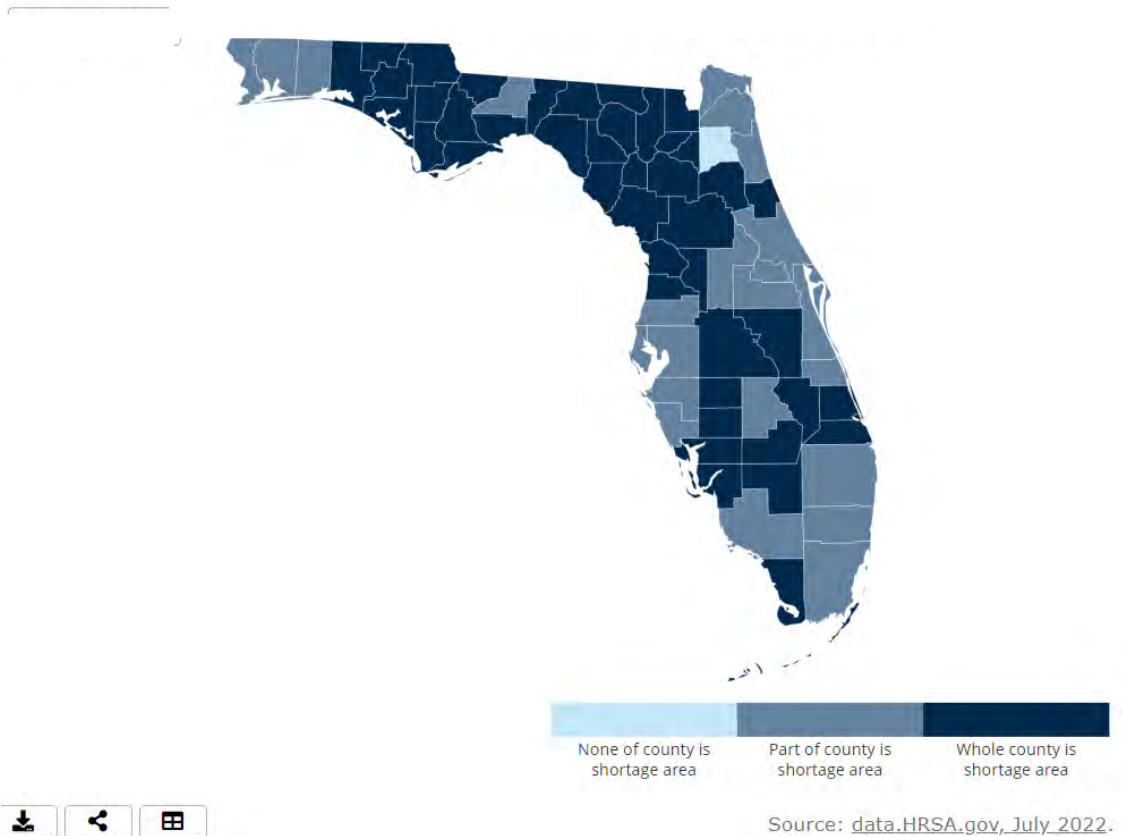 None of county is
shortage area
Part of county is
shortage area
Whole county is
shortage area
Source: data.HRSA.gov, July 2022.